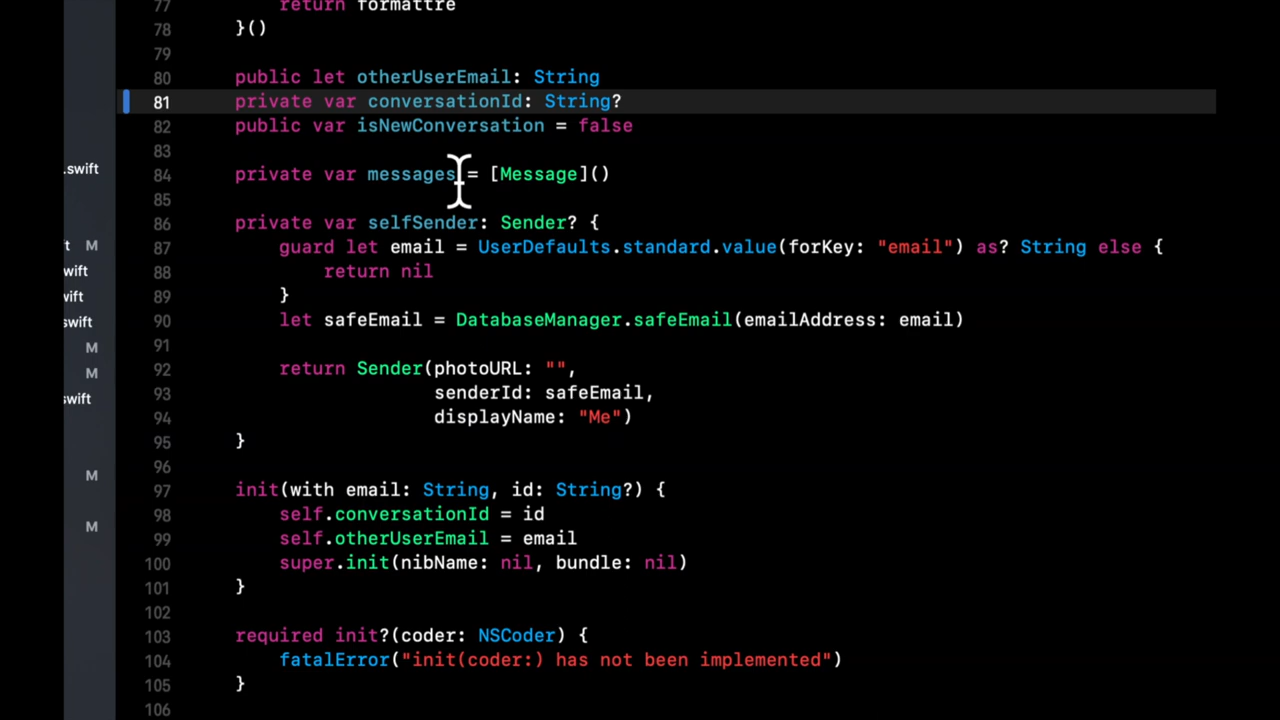 77 return formattre
78 }()
79
80 public let otherUserEmail: String
81 private var conversationId: String?
82 public var isNewConversation = false
83
.swift
84 private var messages = [Message]()
85
86 private var selfSender: Sender? {
t M
87 guard let email = UserDefaults.standard.value(forKey: "email") as? String else {
wift
88 return nil
wift
89 }
swift
90 let safeEmail = DatabaseManager.safeEmail(emailAddress: email)
M
91
M
92 return Sender(photoURL: "",
swift
93 senderId: safeEmail,
94 displayName: "Me")
95 }
M
96
97 init(with email: String, id: String?) {
98 self.conversationId = id
M
99 self.otherUserEmail = email
100 super.init(nibName: nil, bundle: nil)
101 }
102
103 required init?(coder: NSCoder) {
104 fatalError("init(coder:) has not been implemented")
105 }
106